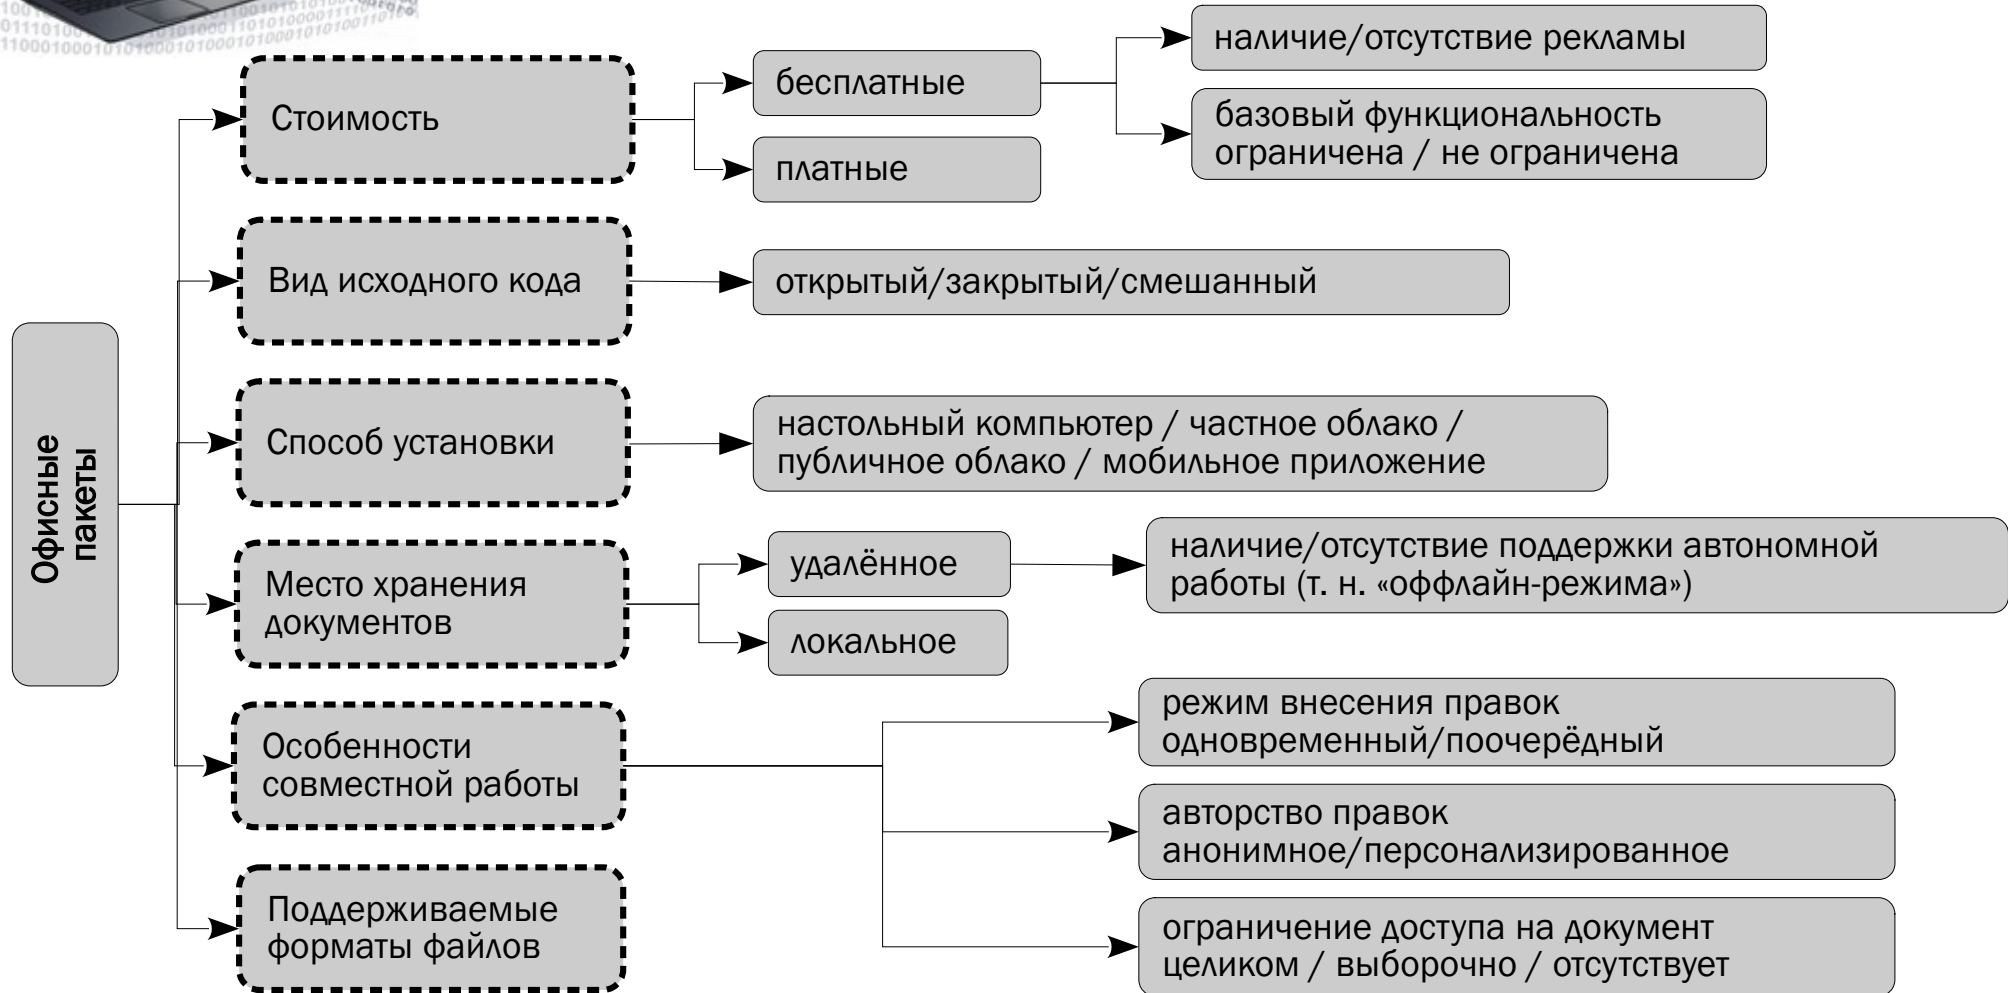 Офисные
пакеты
Стоимость
бесплатные
наличие/отсутствие рекламы
базовый функциональность
ограничена / не ограничена
платные
Вид исходного кода
открытый/закрытый/смешанный
Способ установки
настольный компьютер / частное облако /
публичное облако / мобильное приложение
Место хранения
документов
удалённое
наличие/отсутствие поддержки автономной
работы (т. н. «оффлайн-режима»)
локальное
Особенности
совместной работы
режим внесения правок
одновременный/поочерёдный
авторство правок
анонимное/персонализированное
ограничение доступа на документ
целиком / выборочно / отсутствует
Поддерживаемые
форматы файлов